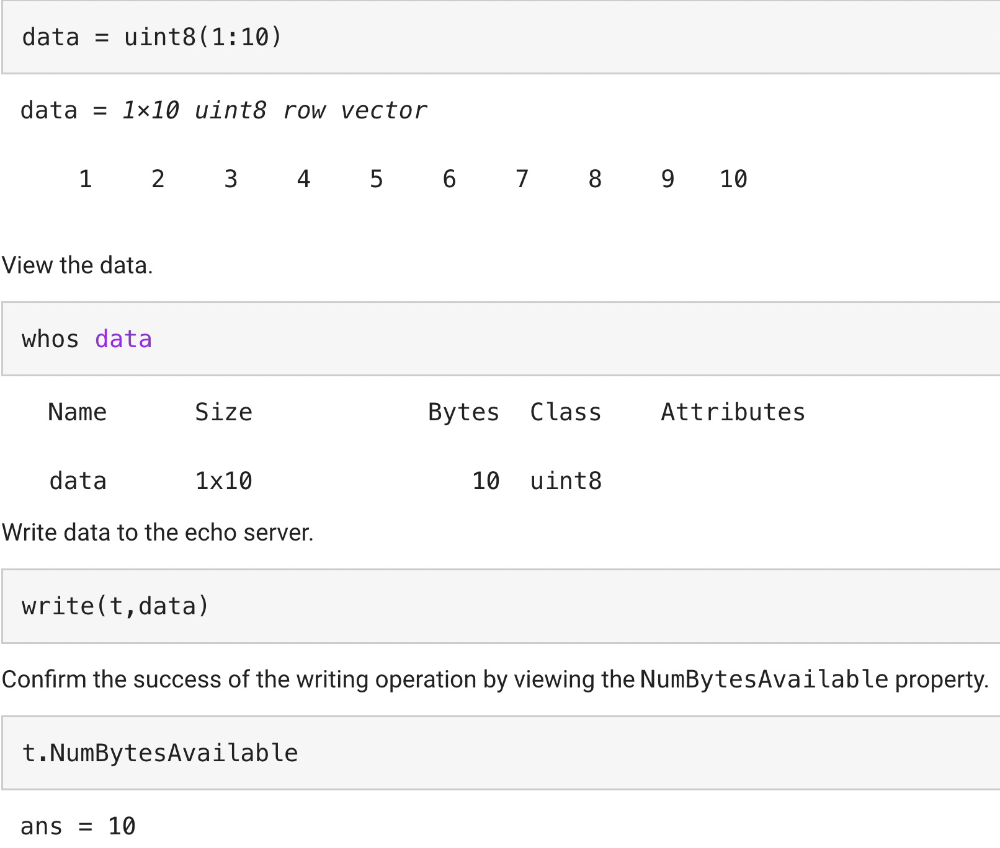 data = uint8(1:10)
data = 1×10 uint8 row vector
1 2 3 4 5 6 7 8 9 10
View the data.
whos data
Name Size Bytes Class Attributes
data 1x10 10 uint8
Write data to the echo server.
write(t,data)
Confirm the success of the writing operation by viewing the NumBytesAvailable property.
t.NumBytesAvailable
ans = 10